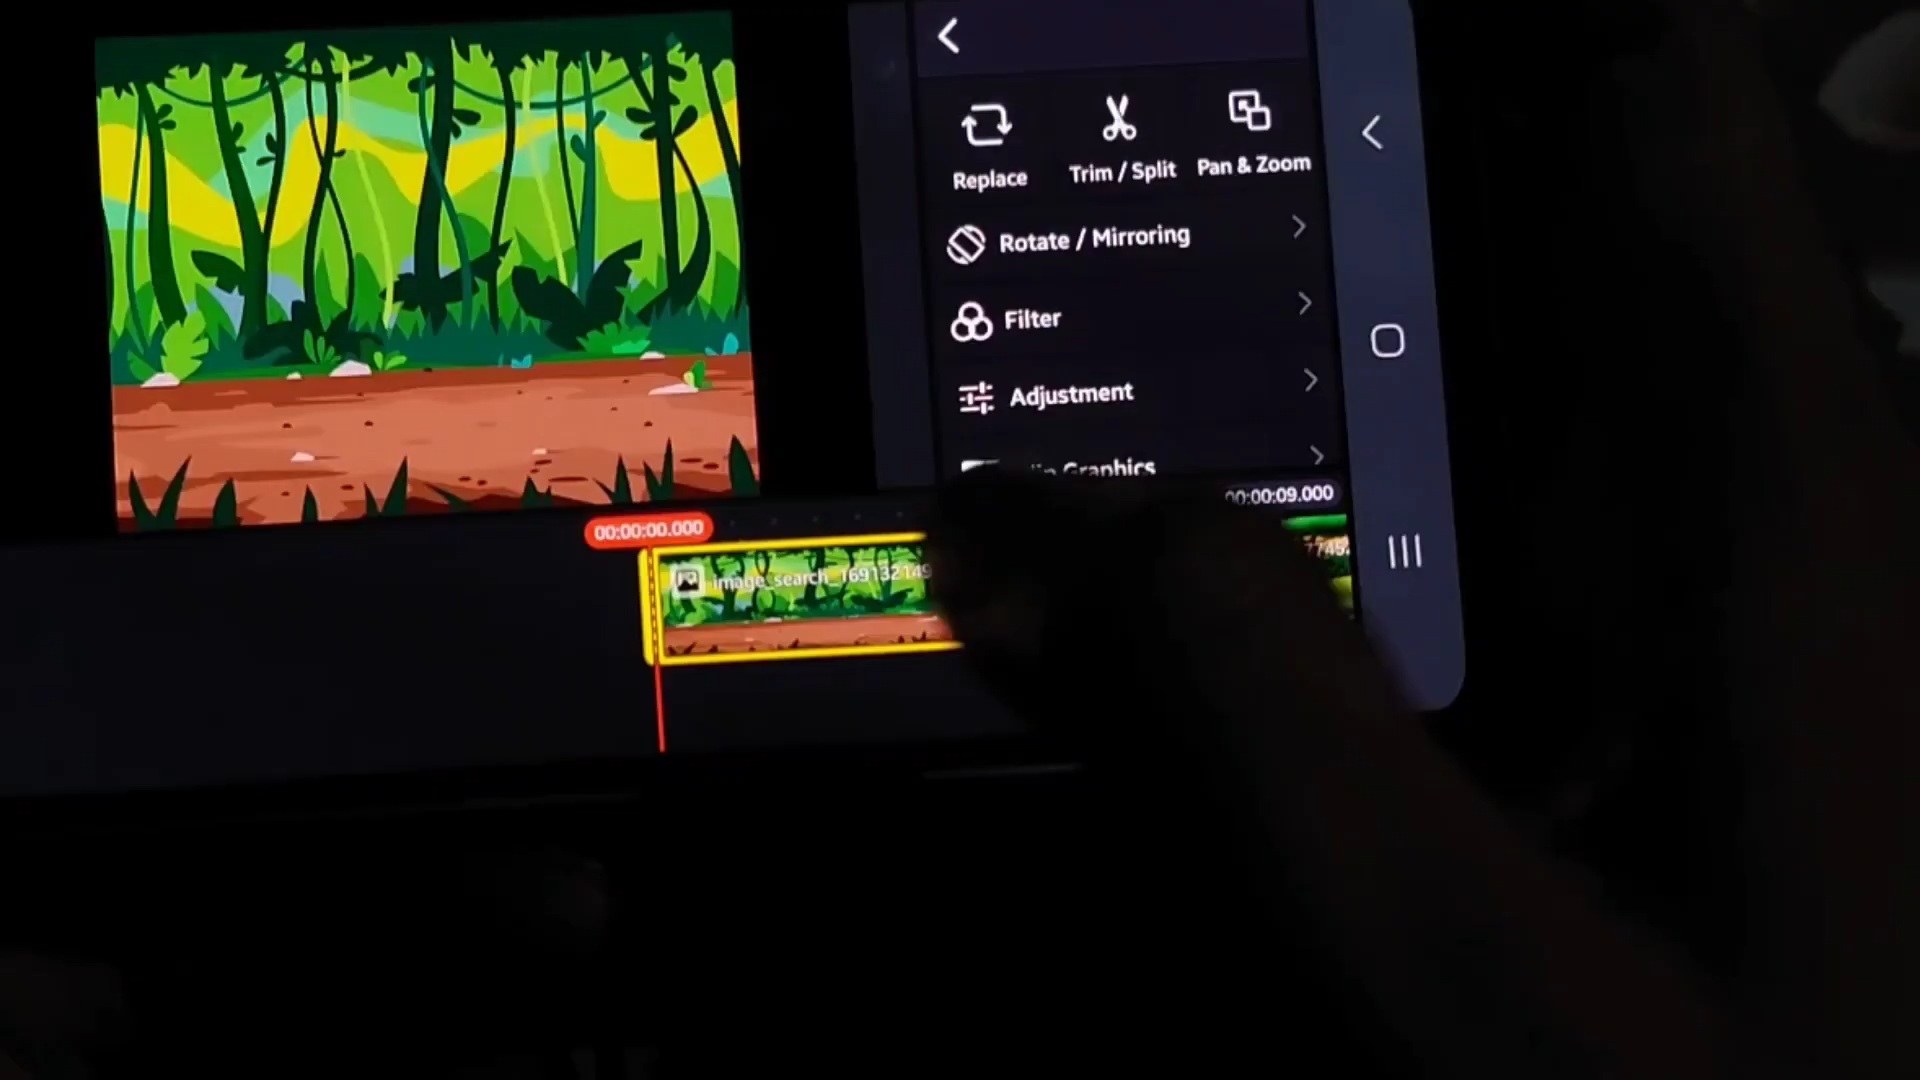 Replace
Trim / Split
Pan & Zoom
Rotate / Mirroring
Filter
Adjustment
Graphics
00:00:09.000
00:00:00.000
image_search_169132149
7745